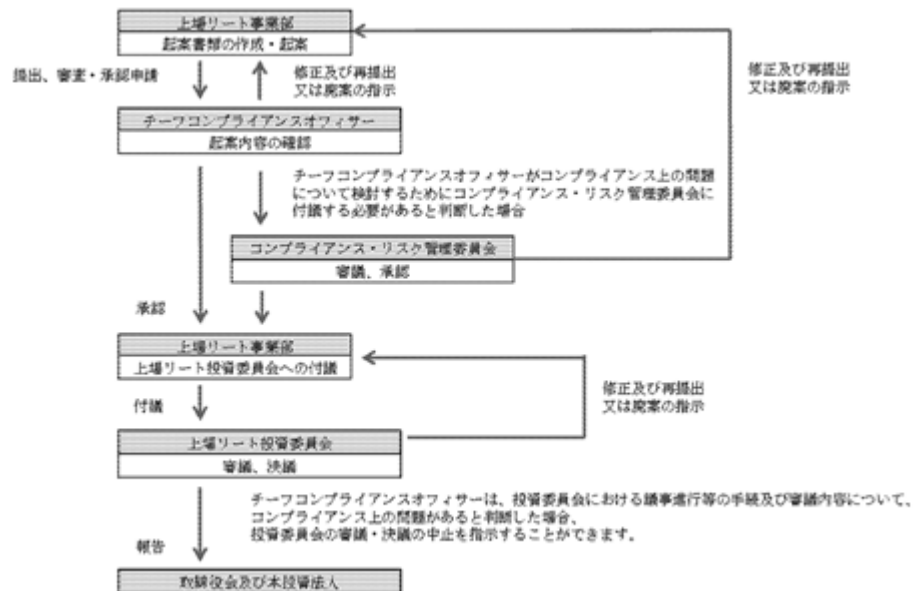 上場リート事業部
起案書類の作成・起案
提出、審査・承認申請
修正及び再提出
又は廃案の指示
修正及び再提出
又は廃案の指示
チーフコンプライアンスオフィサー
起案内容の確認
チーフコンプライアンスオフィサーがコンプライアンス上の問題
について検討するためにコンプライアンス・リスク管理委員会に
付議する必要があると判断した場合
コンプライアンス・リスク管理委員会
審議、承認
承認
上場リート事業部
上場リート投資委員会への付議
付議
修正及び再提出
又は廃案の指示
上場リート投資委員会
審議、決議
チーフコンプライアンスオフィサーは、投資委員会における議事進行等の手続及び審議内容について、
コンプライアンス上の問題があると判断した場合、
投資委員会の審議・決議の中止を指示することができます。
報告
取締役会及び本投資法人